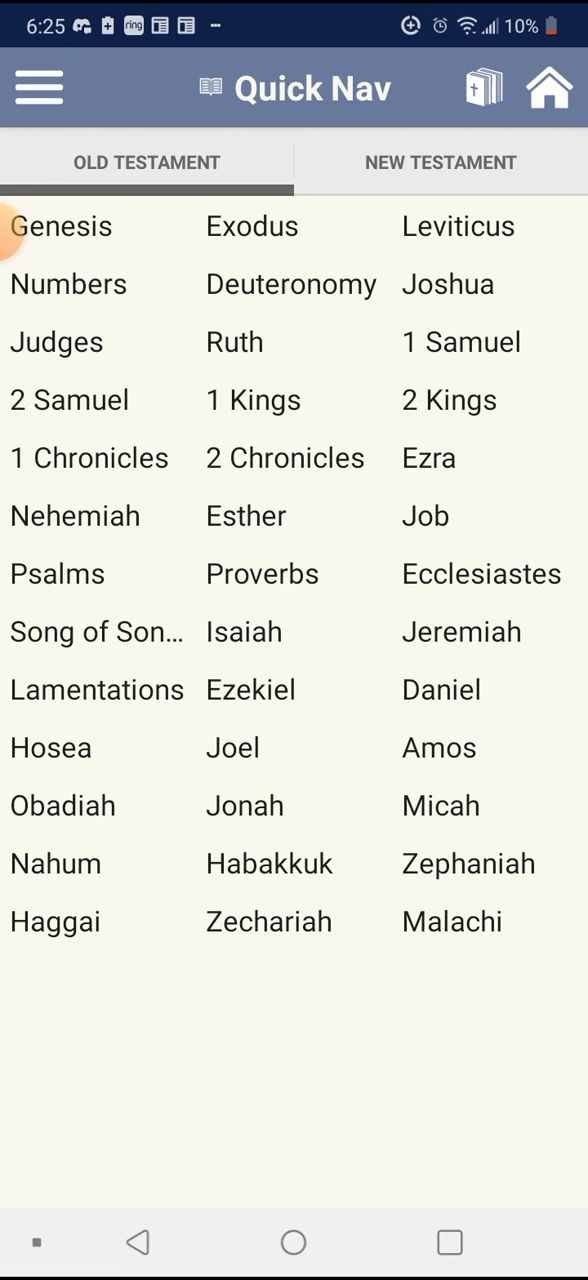 6:25 ring 10%
Quick Nav
OLD TESTAMENT NEW TESTAMENT
Genesis Exodus Leviticus
Numbers Deuteronomy Joshua
Judges Ruth 1 Samuel
2 Samuel 1 Kings 2 Kings
1 Chronicles 2 Chronicles Ezra
Nehemiah Esther Job
Psalms Proverbs Ecclesiastes
Song of Son... Isaiah Jeremiah
Lamentations Ezekiel Daniel
Hosea Joel Amos
Obadiah Jonah Micah
Nahum Habakkuk Zephaniah
Haggai Zechariah Malachi